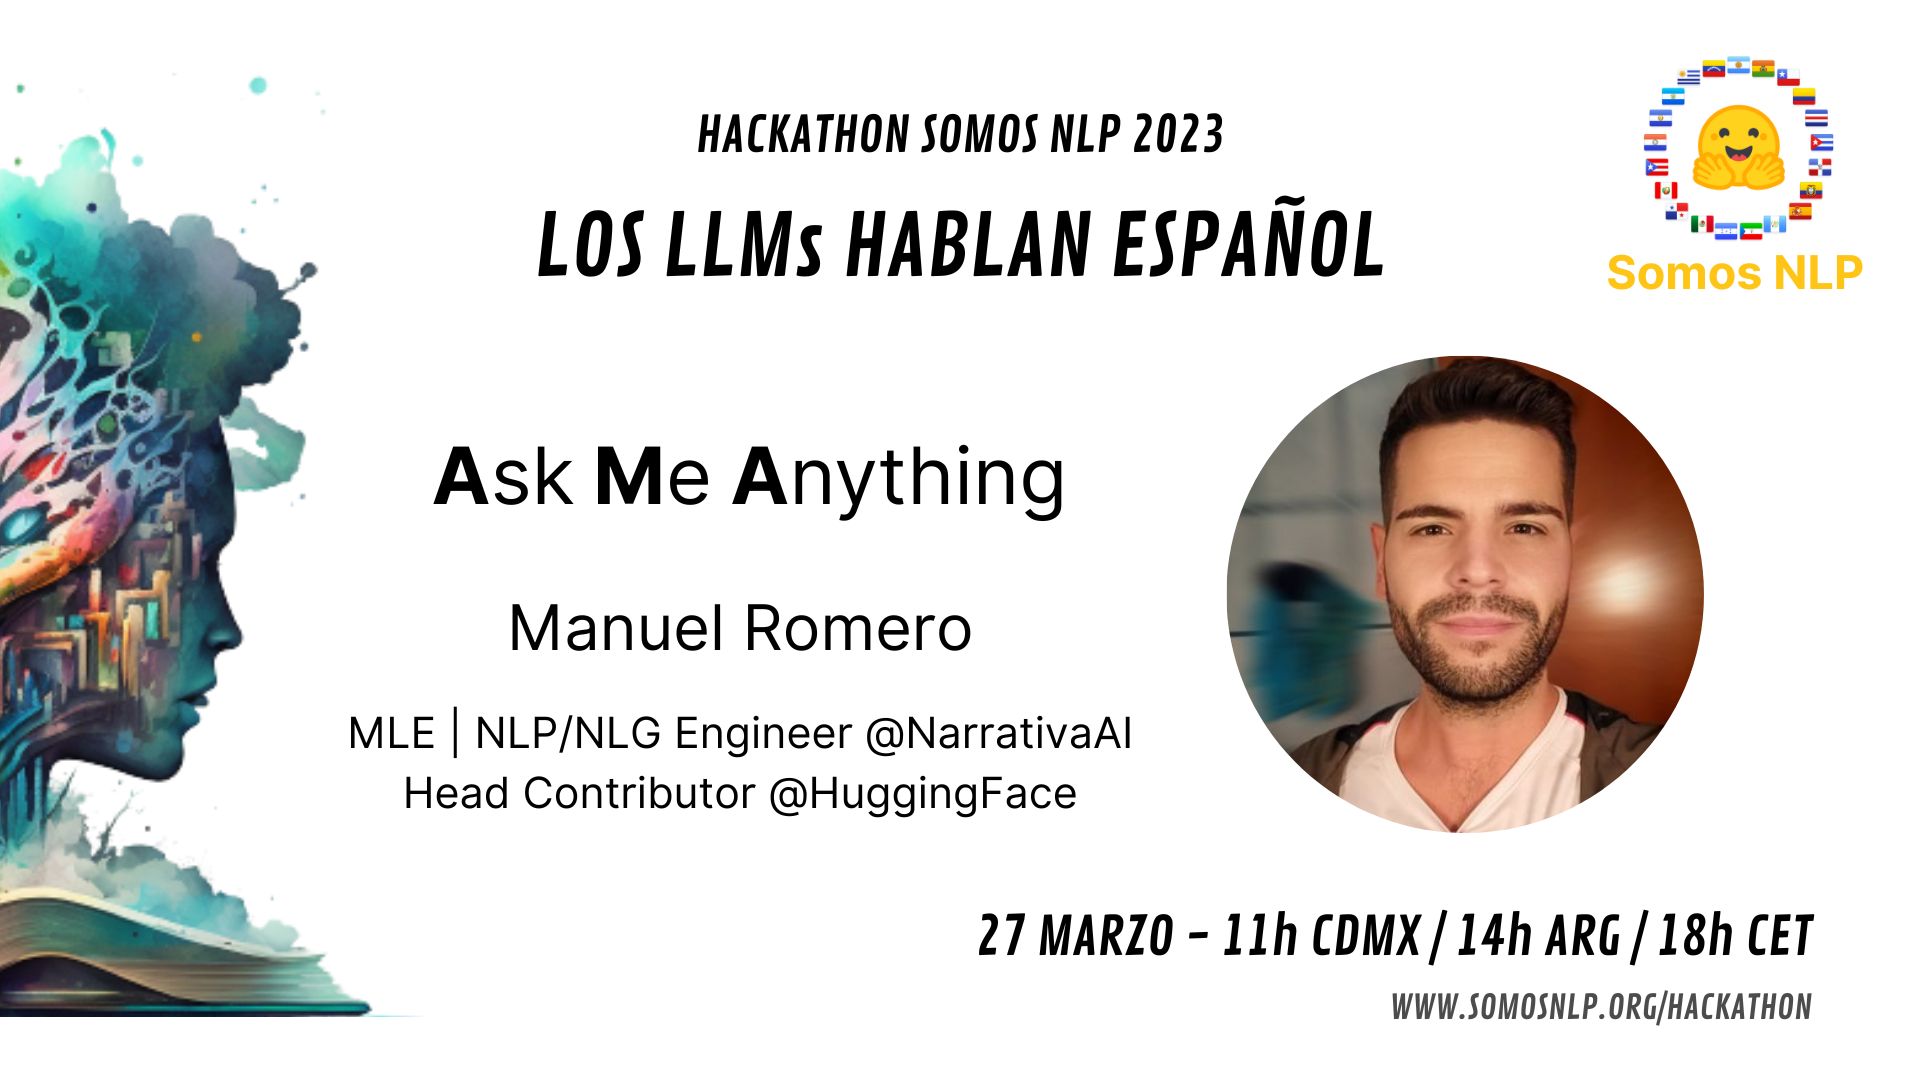 HACKATHON SOMOS NLP 2023
LOS LLMs HABLAN ESPAÑOL
Somos NLP
Ask Me Anything
Manuel Romero
MLE | NLP/NLG Engineer @NarrativaAI
Head Contributor @HuggingFace
27 MARZO - 11h CDMX / 14h ARG / 18h CET
WWW.SOMOSNLP.ORG/HACKATHON